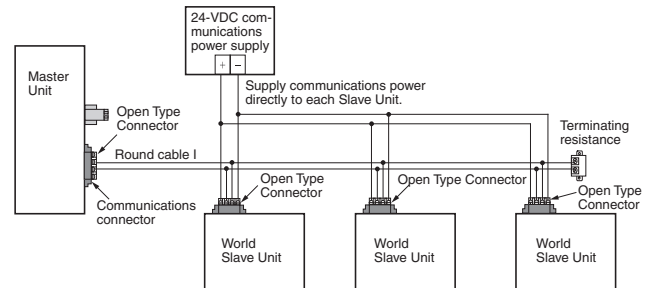 24-VDC com-
munications
power supply
+ −
Supply communications power
directly to each Slave Unit.
Master
Unit
Open Type
Connector
Terminating
resistance
Round cable I
Communications
connector
Open Type
Connector
Open Type Connector
Open Type
Connector
World
Slave Unit
World
Slave Unit
World
Slave Unit